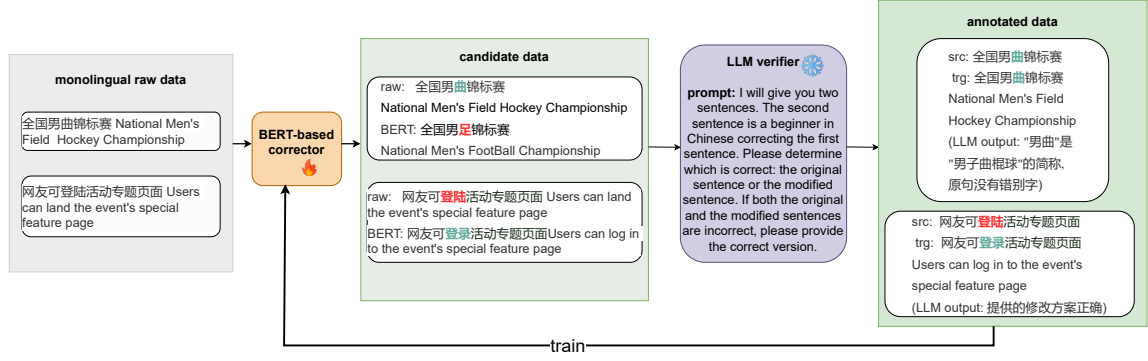 monolingual raw data
全国男曲锦标赛 National Men's
Field Hockey Championship
网友可登陆活动专题页面 Users
can land the event's special
feature page
BERT-based
corrector
candidate data
raw: 全国男曲锦标赛
National Men's Field Hockey Championship
BERT: 全国男足锦标赛
National Men's FootBall Championship
raw: 网友可登陆活动专题页面 Users can land
the event's special feature page
BERT: 网友可登录活动专题页面Users can log in
to the event's special feature page
LLM verifier
prompt: I will give you two
sentences. The second
sentence is a beginner in
Chinese correcting the first
sentence. Please determine
which is correct: the original
sentence or the modified
sentence. If both the original
and the modified sentences
are incorrect, please provide
the correct version.
annotated data
src: 全国男曲锦标赛
trg: 全国男曲锦标赛
National Men's Field
Hockey Championship
(LLM output: "男曲"是
"男子曲棍球"的简称,
原句没有错别字)
src: 网友可登陆活动专题页面
trg: 网友可登录活动专题页面
Users can log in to the event's
special feature page
(LLM output: 提供的修改方案正确)
train